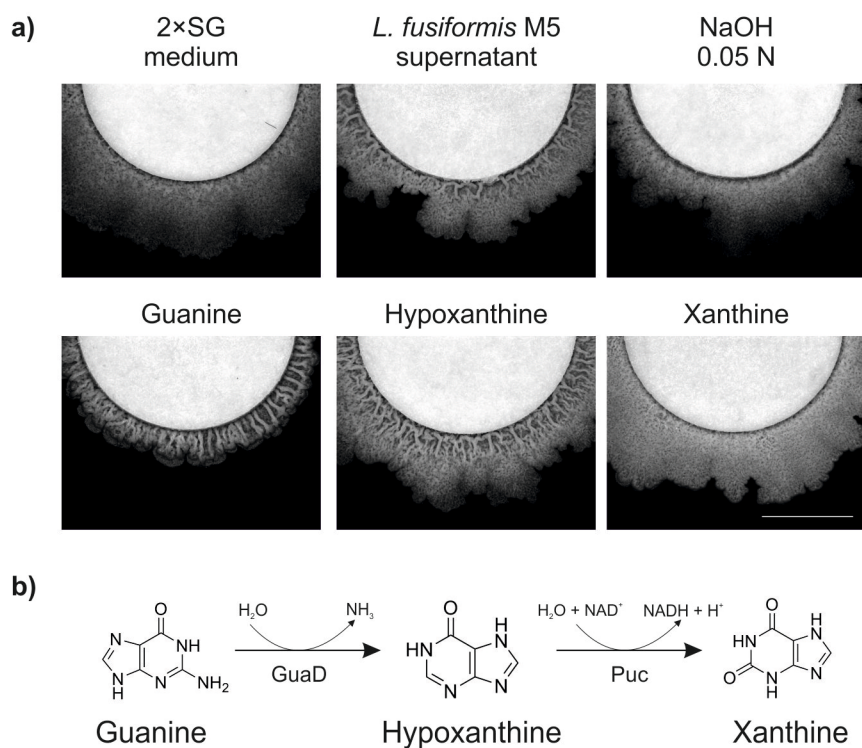 a)
2×SG
medium
L. fusiformis M5
supernatant
NaOH
0.05 N
Guanine
Hypoxanthine
Xanthine
b)
H₂O
NH₃
H₂O + NAD⁺
NADH + H⁺
O
N
NH
N
H
N
NH₂
GuaD
O
H
N
HN
N
N
Puc
O
H
N
HN
O
N
H
N
Guanine
Hypoxanthine
Xanthine